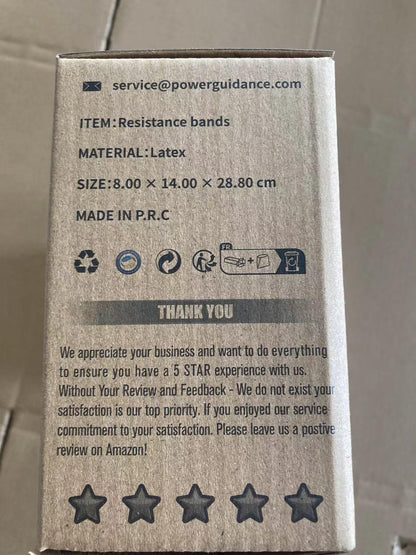 service@powerguidance.com
ITEM:Resistance bands
MATERIAL:Latex
SIZE:8.00 × 14.00 × 28.80 cm
MADE IN P.R.C
FR
+
THANK YOU
We appreciate your business and want to do everything
to ensure you have a 5 STAR experience with us.
Without Your Review and Feedback - We do not exist your
satisfaction is our top priority. If you enjoyed our service
commitment to your satisfaction. Please leave us a postive
review on Amazon!